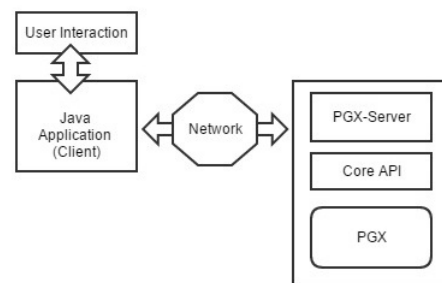 User Interaction
Java
Application
(Client)
Network
PGX-Server
Core API
PGX